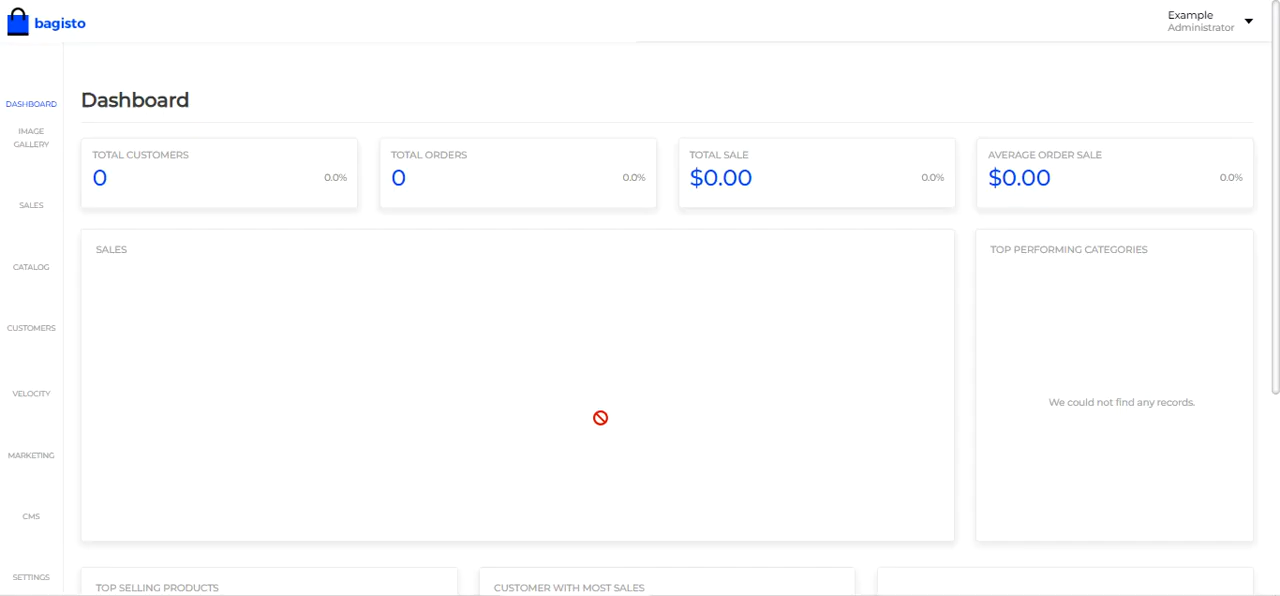 bagisto
Example
Administrator
DASHBOARD
IMAGE
GALLERY
SALES
CATALOG
CUSTOMERS
VELOCITY
MARKETING
CMS
SETTINGS
Dashboard
TOTAL CUSTOMERS
0
0.0%
TOTAL ORDERS
0
0.0%
TOTAL SALE
$0.00
0.0%
AVERAGE ORDER SALE
$0.00
0.0%
SALES
TOP PERFORMING CATEGORIES
We could not find any records.
TOP SELLING PRODUCTS
CUSTOMER WITH MOST SALES